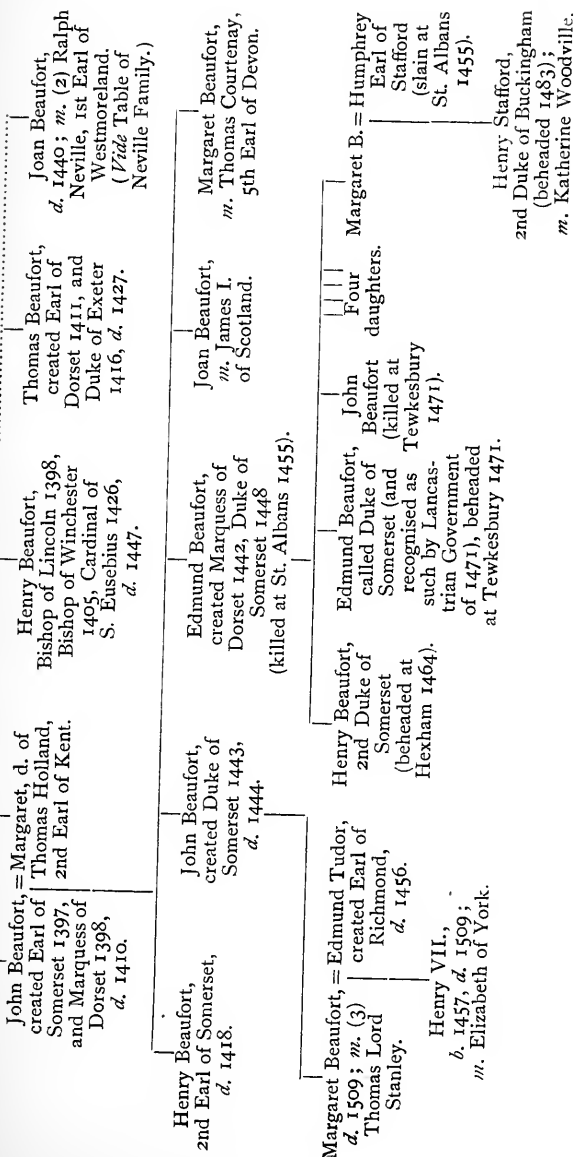 John Beaufort, = Margaret, d. of
created Earl of Thomas Holland,
Somerset 1397, 2nd Earl of Kent.
and Marquess of
Dorset 1398,
d. 1410.
Henry Beaufort,
Bishop of Lincoln 1398,
Bishop of Winchester
1405, Cardinal of
S. Eusebius 1426,
d. 1447.
Thomas Beaufort,
created Earl of
Dorset 1411, and
Duke of Exeter
1416, d. 1427.
Joan Beaufort,
d. 1440; m. (2) Ralph
Neville, 1st Earl of
Westmoreland.
(Vide Table of
Neville Family.)
Henry Beaufort,
2nd Earl of Somerset,
d. 1418.
John Beaufort,
created Duke of
Somerset 1443,
d. 1444.
Edmund Beaufort,
created Marquess of
Dorset 1442, Duke of
Somerset 1448
(killed at St. Albans 1455).
Joan Beaufort,
m. James I.
of Scotland.
Margaret Beaufort,
m. Thomas Courtenay,
5th Earl of Devon.
Margaret Beaufort, = Edmund Tudor,
d. 1509; m. (3) created Earl of
Thomas Lord Richmond,
Stanley. d. 1456.
Henry Beaufort,
2nd Duke of
Somerset
(beheaded at
Hexham 1464).
Edmund Beaufort,
called Duke of
Somerset (and
recognised as
such by Lancas-
trian Government
of 1471), beheaded
at Tewkesbury 1471.
John
Beaufort
(killed at
Tewkesbury
1471).
Four
daughters.
Margaret B. = Humphrey
Earl of
Stafford
(slain at
St. Albans
1455).
Henry VII.,
b. 1457, d. 1509;
m. Elizabeth of York.
Henry Stafford,
2nd Duke of Buckingham
(beheaded 1483);
m. Katherine Woodville.